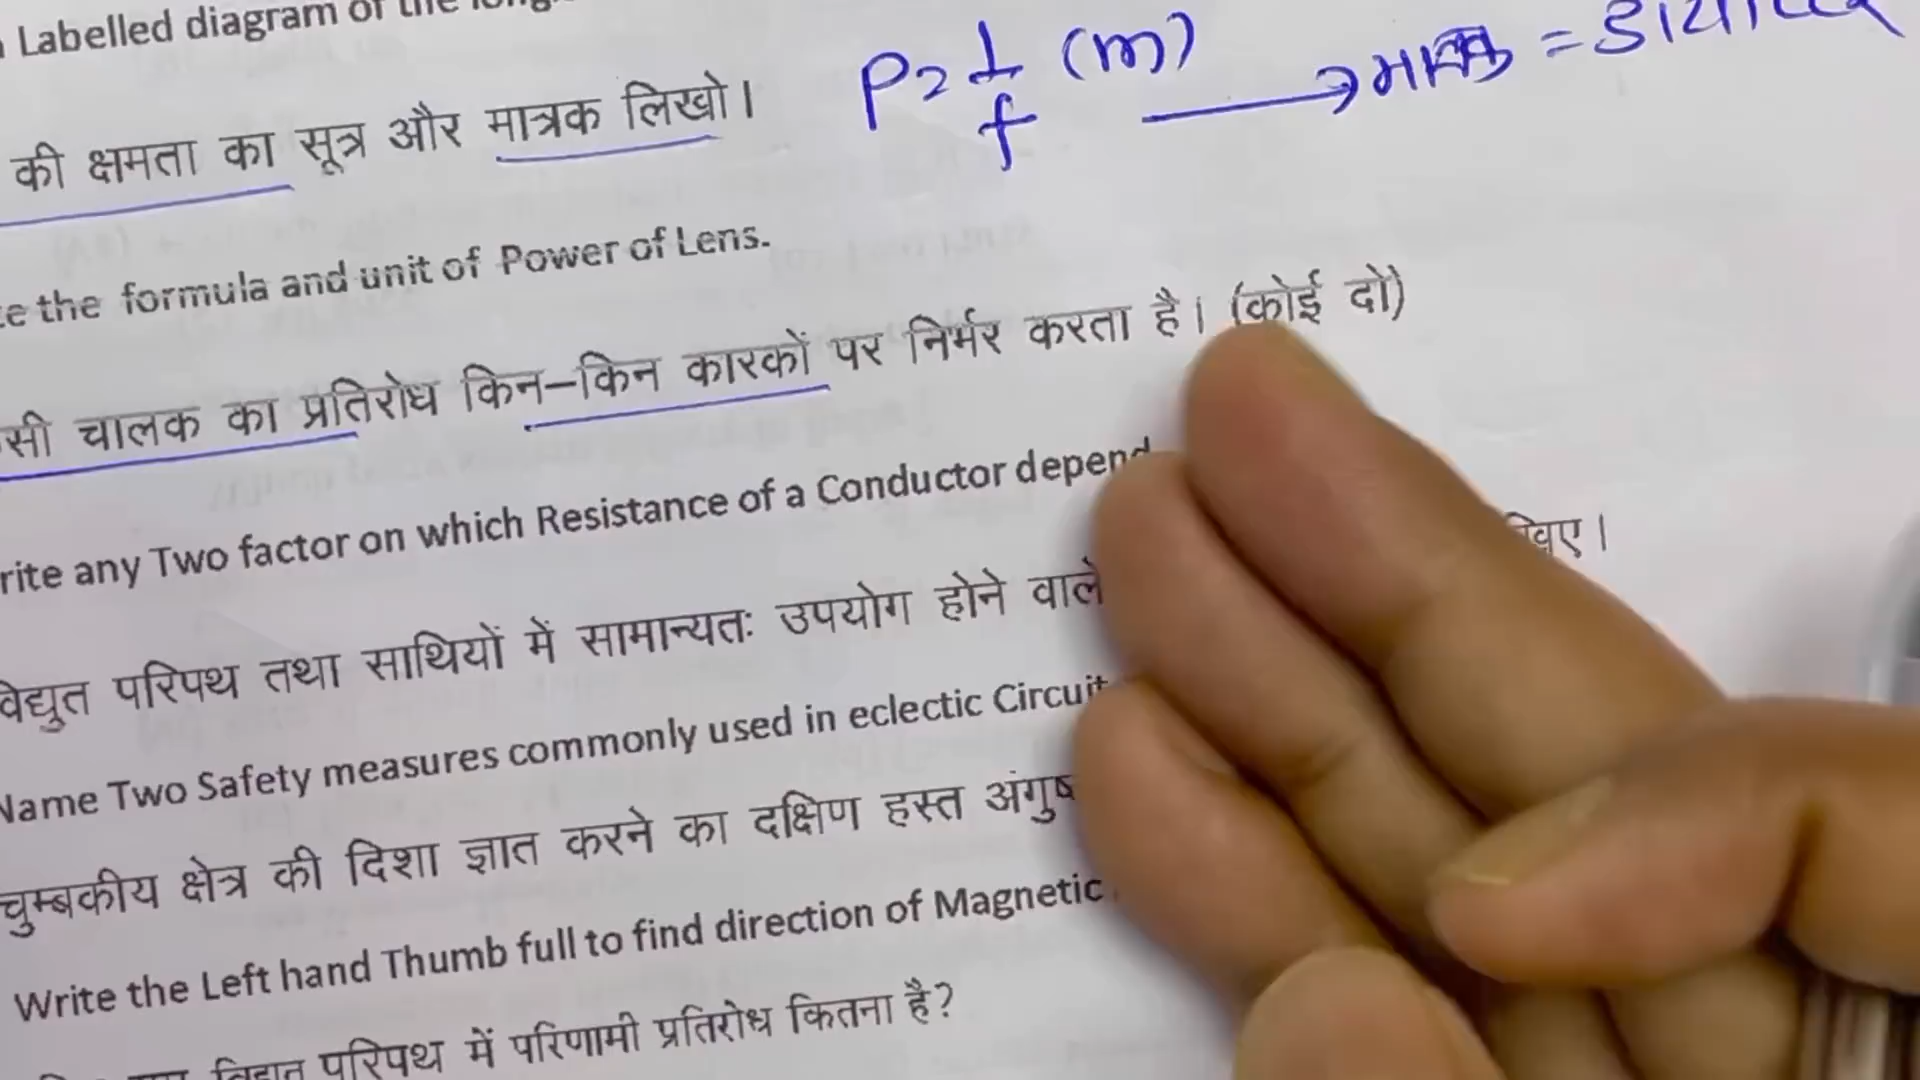 Labelled diagram of the
P = 1/f (m) → मात्रक = डायोप्टर
की क्षमता का सूत्र और मात्रक लिखो।
the formula and unit of Power of Lens.
चालक का प्रतिरोध किन–किन कारकों पर निर्भर करता है। (कोई दो)
rite any Two factor on which Resistance of a Conductor depend
विद्युत परिपथ तथा साथियों में सामान्यतः उपयोग होने वाले
Name Two Safety measures commonly used in eclectic Circuit
चुम्बकीय क्षेत्र की दिशा ज्ञात करने का दक्षिण हस्त अंगुष
Write the Left hand Thumb full to find direction of Magnetic
विद्युत परिपथ में परिणामी प्रतिरोध कितना है?